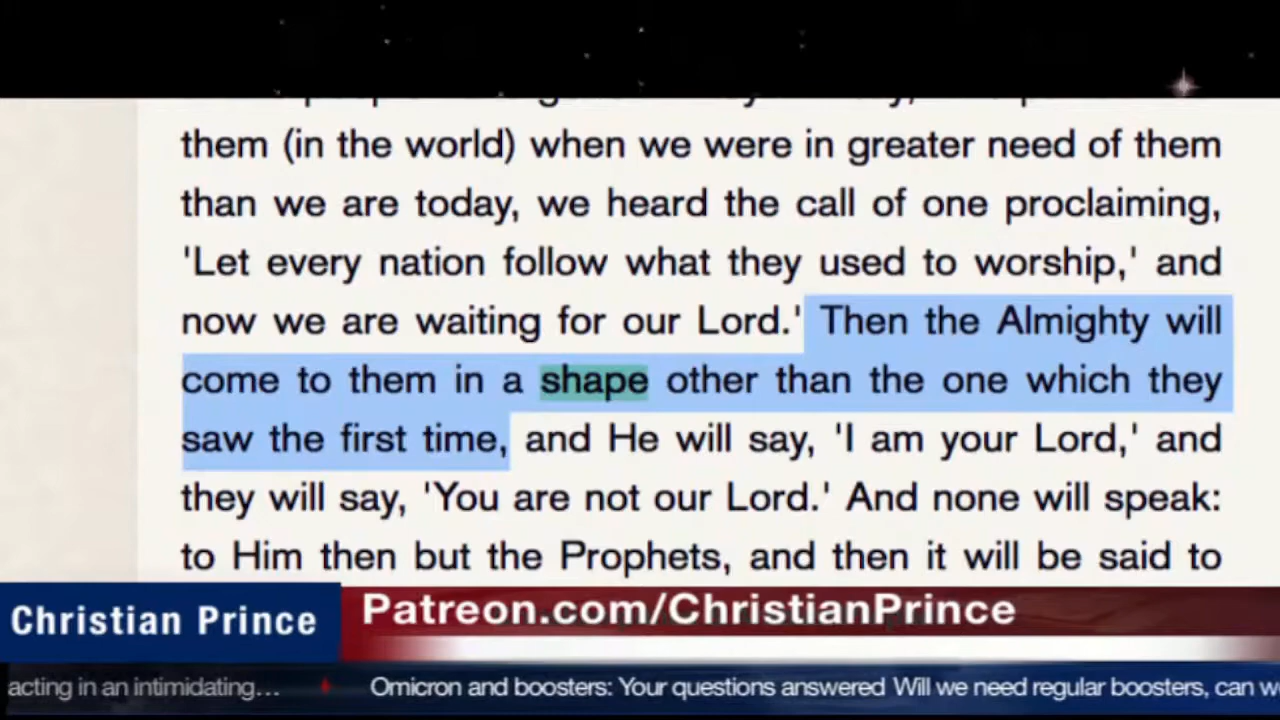 them (in the world) when we were in greater need of them
than we are today, we heard the call of one proclaiming,
'Let every nation follow what they used to worship,' and
now we are waiting for our Lord.' Then the Almighty will
come to them in a shape other than the one which they
saw the first time, and He will say, 'I am your Lord,' and
they will say, 'You are not our Lord.' And none will speak:
to Him then but the Prophets, and then it will be said to
Christian Prince
Patreon.com/ChristianPrince
acting in an intimidating... Omicron and boosters: Your questions answered Will we need regular boosters, can